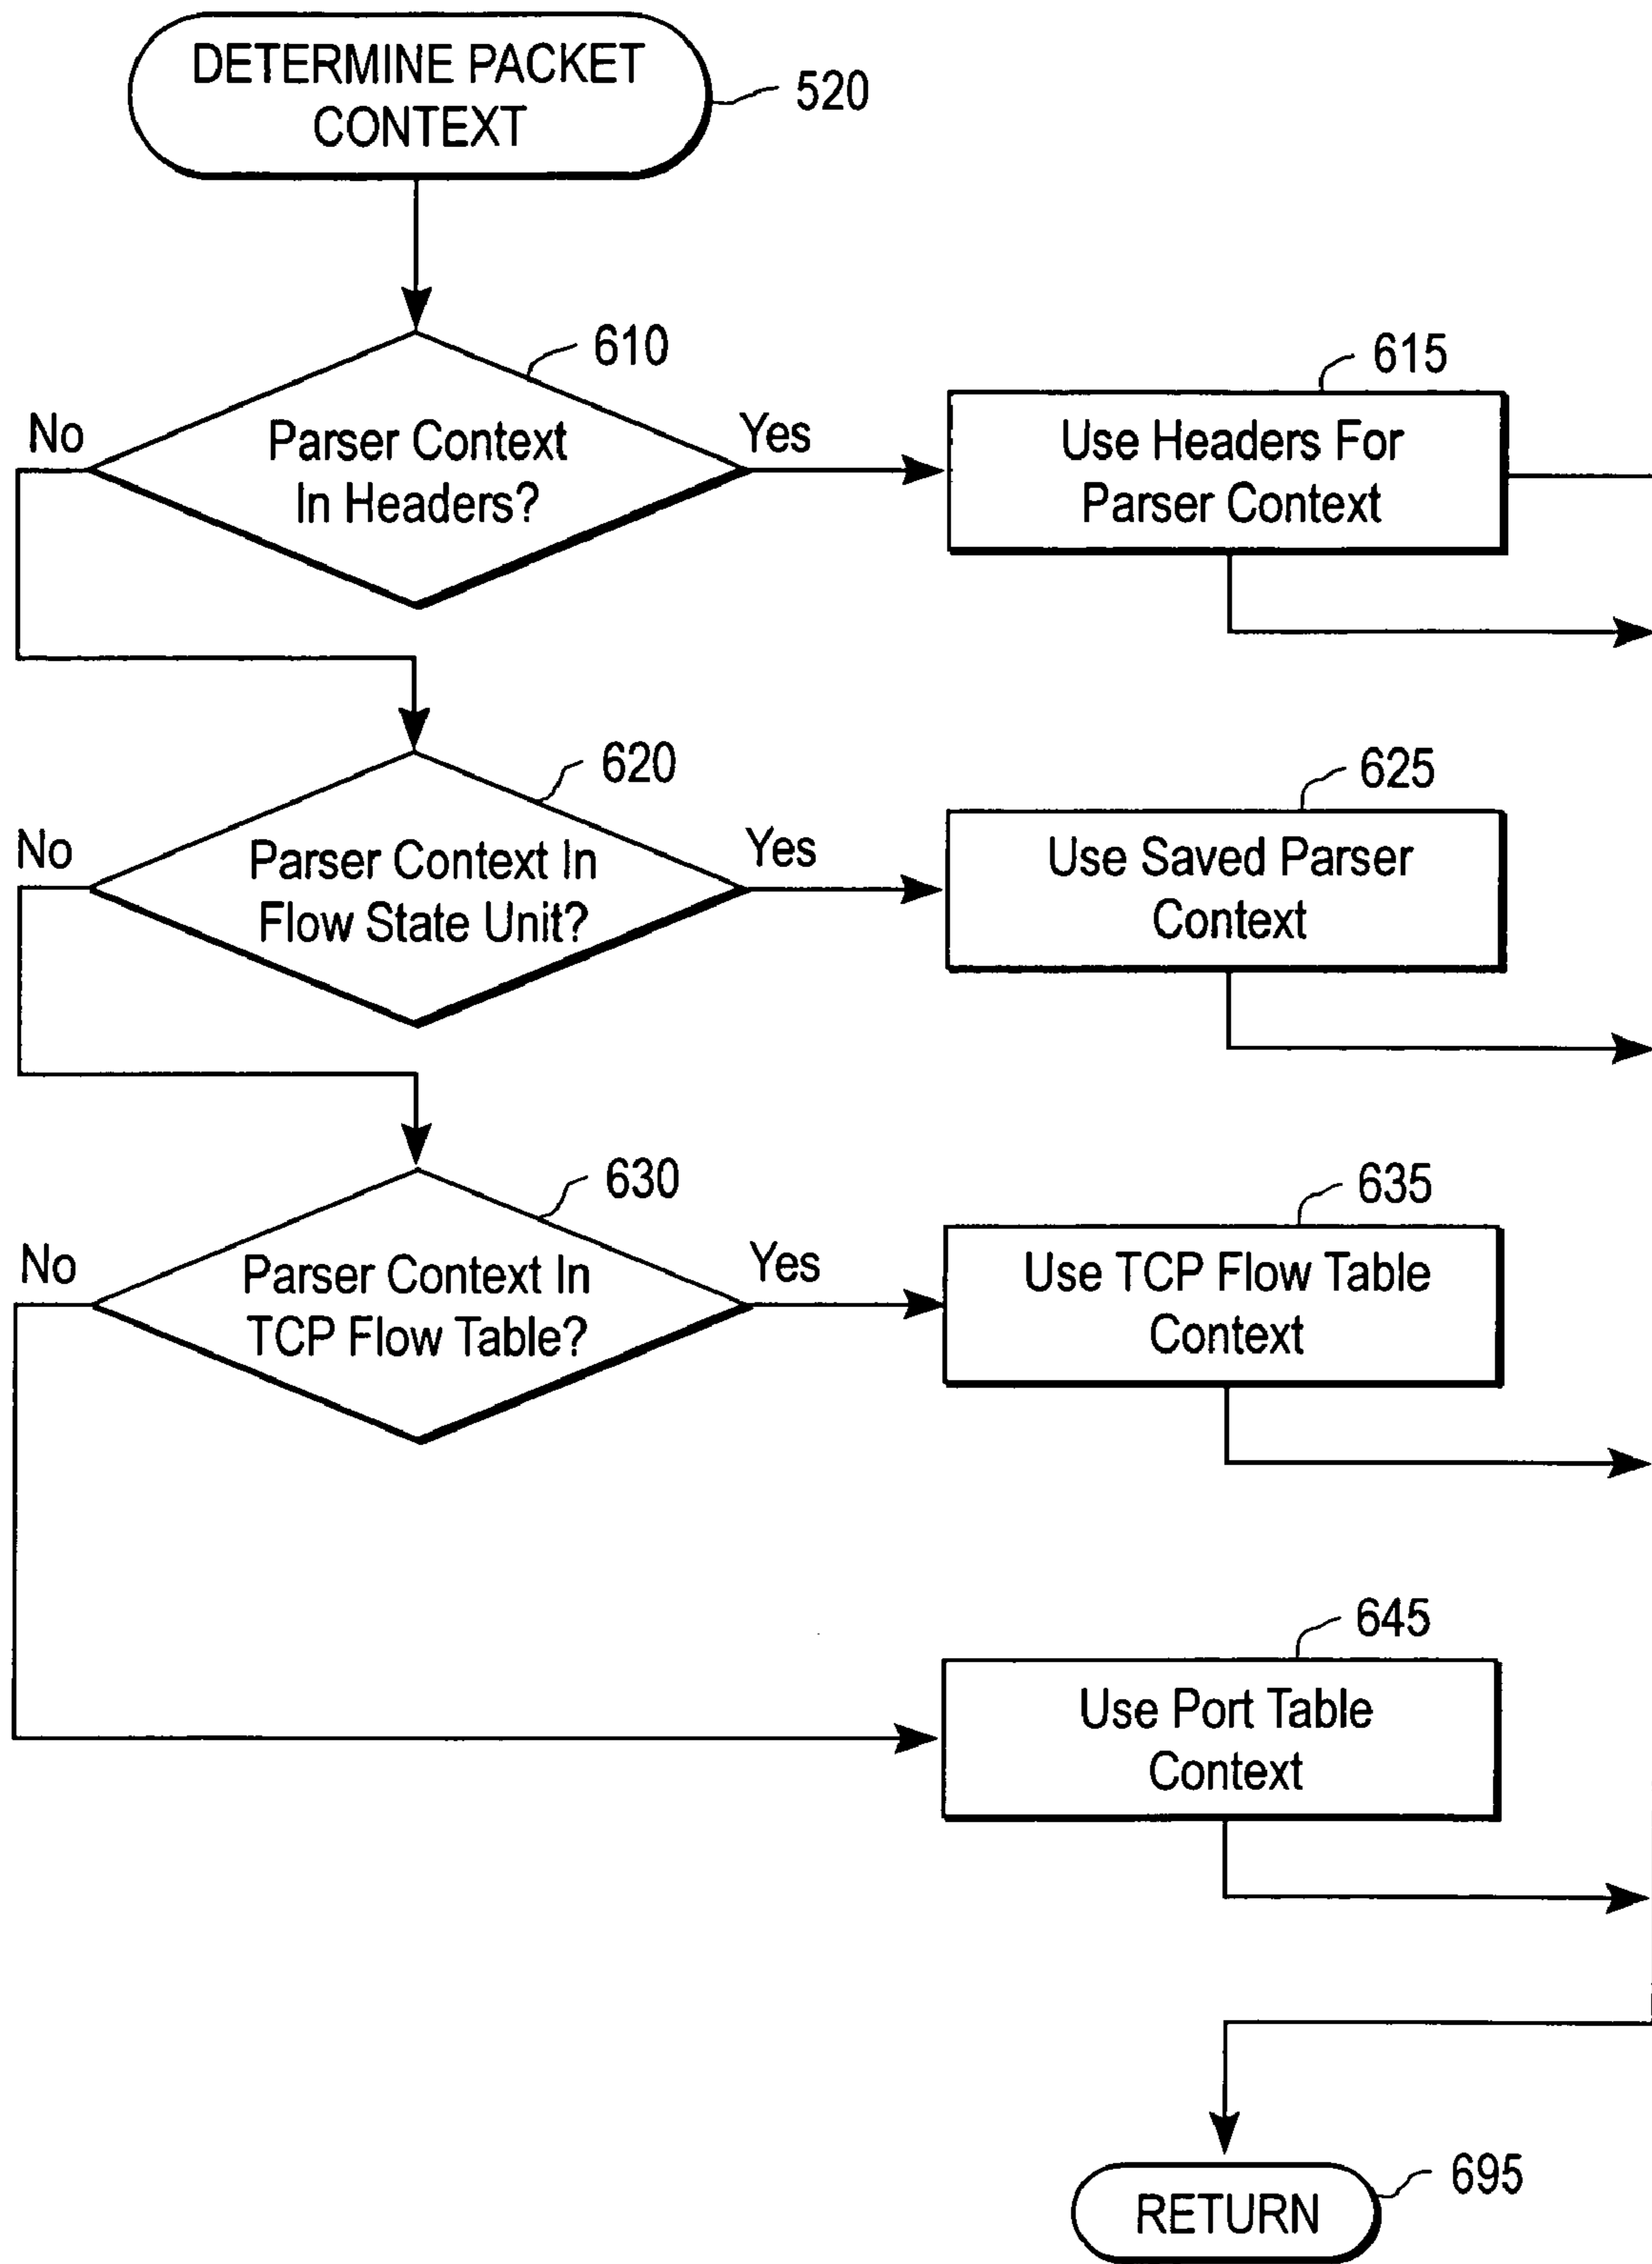 DETERMINE PACKET
CONTEXT
520
610
Parser Context
In Headers?
No
Yes
615
Use Headers For
Parser Context
620
Parser Context In
Flow State Unit?
No
Yes
625
Use Saved Parser
Context
630
Parser Context In
TCP Flow Table?
No
Yes
635
Use TCP Flow Table
Context
645
Use Port Table
Context
695
RETURN